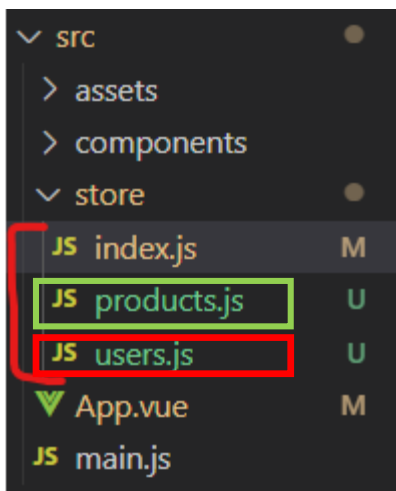 src
assets
components
store
JS index.js M
JS products.js U
JS users.js U
App.vue M
JS main.js